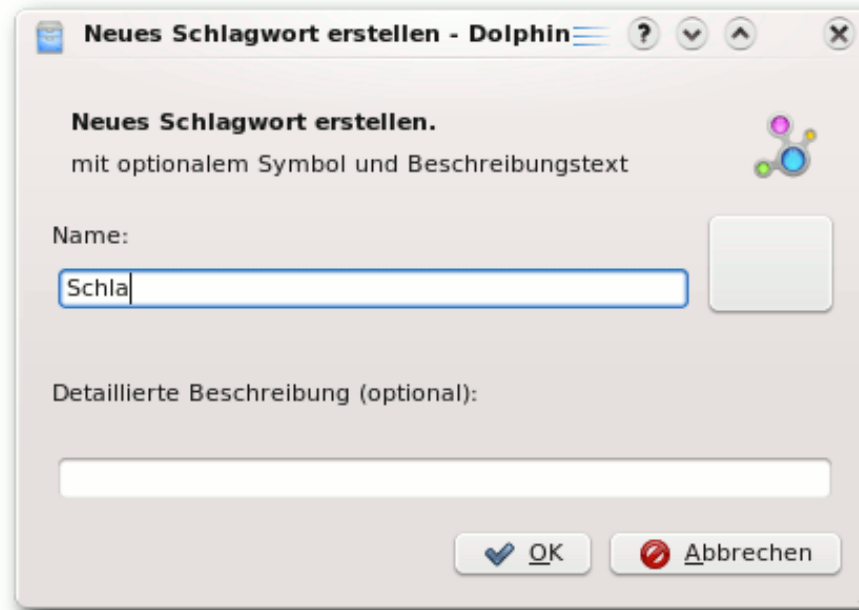 Neues Schlagwort erstellen - Dolphin
Neues Schlagwort erstellen.
mit optionalem Symbol und Beschreibungstext
Name:
Schla
Detaillierte Beschreibung (optional):
OK
Abbrechen